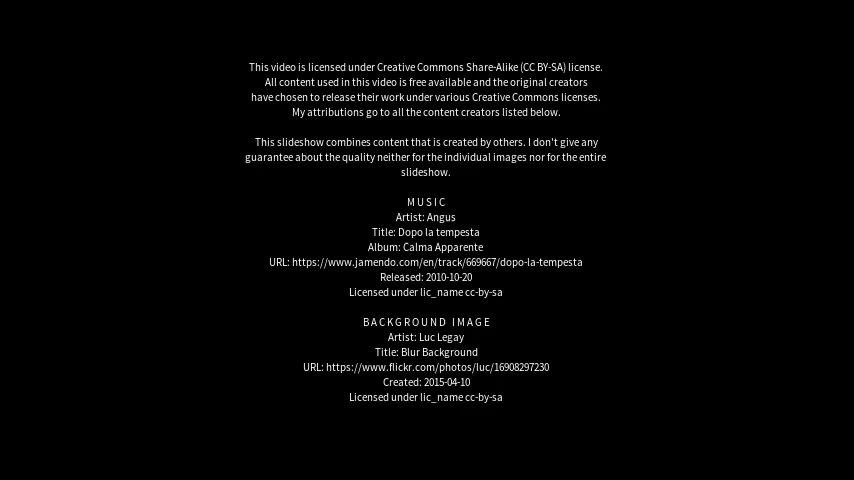 This video is licensed under Creative Commons Share-Alike (CC BY-SA) license.
All content used in this video is free available and the original creators
have chosen to release their work under various Creative Commons licenses.
My attributions go to all the content creators listed below.
This slideshow combines content that is created by others. I don't give any
guarantee about the quality neither for the individual images nor for the entire
slideshow.
MUSIC
Artist: Angus
Title: Dopo la tempesta
Album: Calma Apparente
URL: https://www.jamendo.com/en/track/669667/dopo-la-tempesta
Released: 2010-10-20
Licensed under lic_name cc-by-sa
BACKGROUND IMAGE
Artist: Luc Legay
Title: Blur Background
URL: https://www.flickr.com/photos/luc/16908297230
Created: 2015-04-10
Licensed under lic_name cc-by-sa